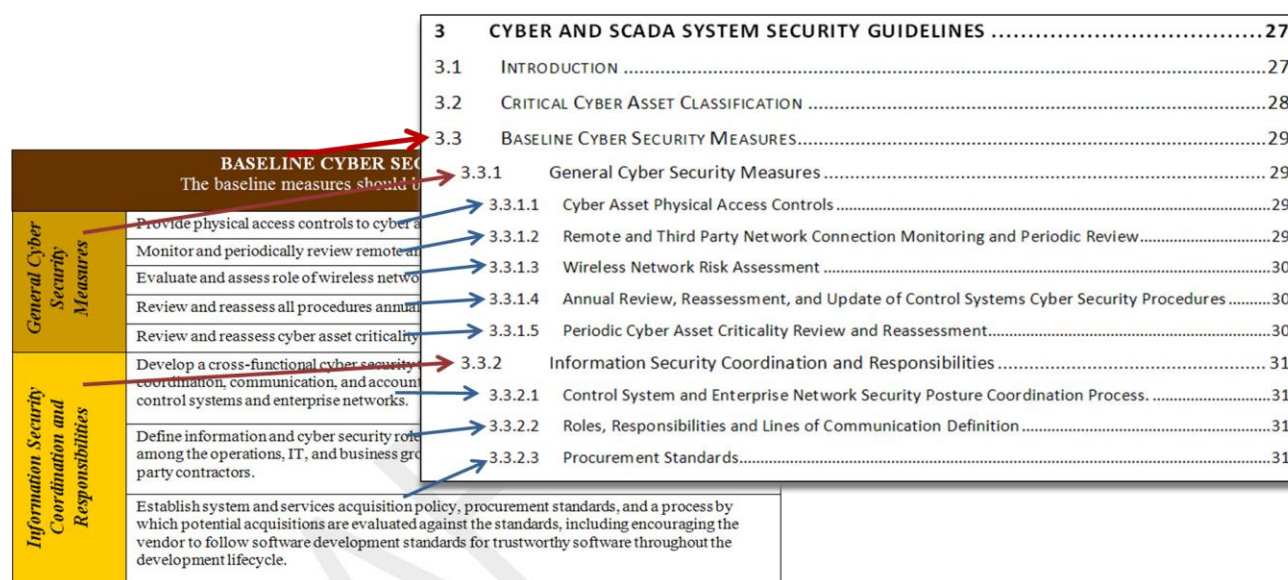 3 CYBER AND SCADA SYSTEM SECURITY GUIDELINES ....................................27
3.1 INTRODUCTION ....................................27
3.2 CRITICAL CYBER ASSET CLASSIFICATION ....................................28
3.3 BASELINE CYBER SECURITY MEASURES....................................29
3.3.1 General Cyber Security Measures ....................................29
3.3.1.1 Cyber Asset Physical Access Controls ....................................29
3.3.1.2 Remote and Third Party Network Connection Monitoring and Periodic Review....................................29
3.3.1.3 Wireless Network Risk Assessment ....................................30
3.3.1.4 Annual Review, Reassessment, and Update of Control Systems Cyber Security Procedures ..........30
3.3.1.5 Periodic Cyber Asset Criticality Review and Reassessment....................................30
3.3.2 Information Security Coordination and Responsibilities ....................................31
3.3.2.1 Control System and Enterprise Network Security Posture Coordination Process. ....................31
3.3.2.2 Roles, Responsibilities and Lines of Communication Definition ....................................31
3.3.2.3 Procurement Standards....................................31
BASELINE CYBER SEC
The baseline measures should b
General Cyber
Security
Measures
Provide physical access controls to cyber a
Monitor and periodically review remote an
Evaluate and assess role of wireless netwo
Review and reassess all procedures annual
Review and reassess cyber asset criticality
Information Security
Coordination and
Responsibilities
Develop a cross-functional cyber security
coordination, communication, and account
control systems and enterprise networks.
Define information and cyber security role
among the operations, IT, and business gro
party contractors.
Establish system and services acquisition policy, procurement standards, and a process by
which potential acquisitions are evaluated against the standards, including encouraging the
vendor to follow software development standards for trustworthy software throughout the
development lifecycle.